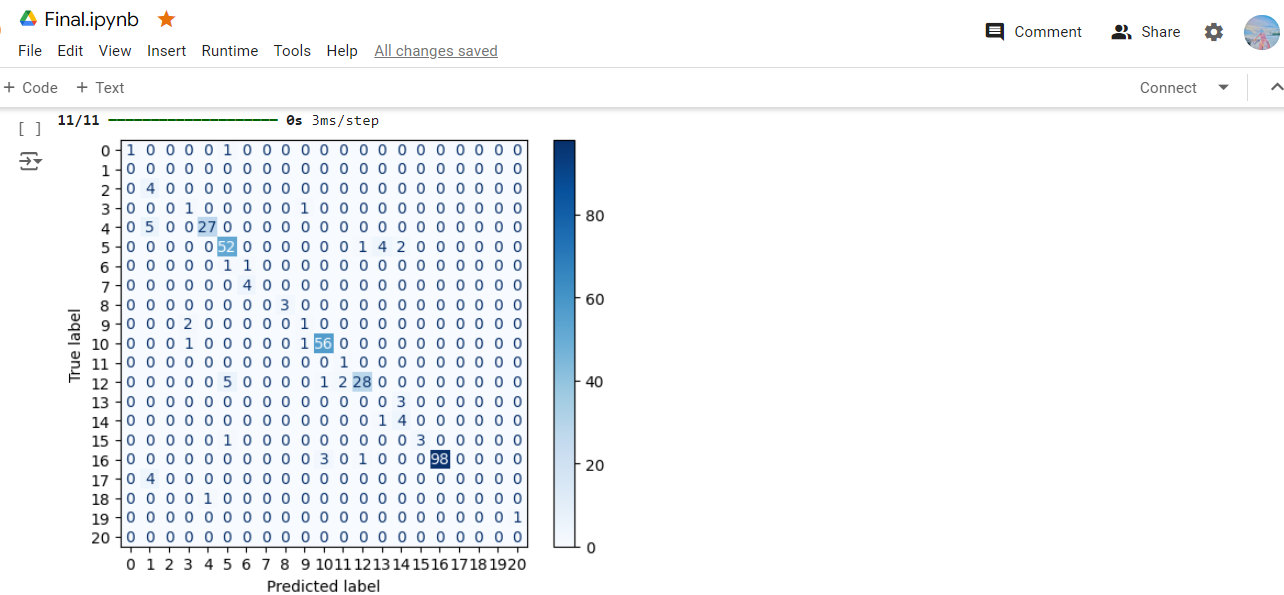 Final.ipynb
File Edit View Insert Runtime Tools Help All changes saved
Comment Share
+ Code + Text
Connect
[ ] 11/11 0s 3ms/step
0 1 0 0 0 0 1 0 0 0 0 0 0 0 0 0 0 0 0 0 0 0
1 0 0 0 0 0 0 0 0 0 0 0 0 0 0 0 0 0 0 0 0 0
2 0 4 0 0 0 0 0 0 0 0 0 0 0 0 0 0 0 0 0 0 0
3 0 0 0 1 0 0 0 0 0 1 0 0 0 0 0 0 0 0 0 0 0
4 0 5 0 0 27 0 0 0 0 0 0 0 0 0 0 0 0 0 0 0 0
5 0 0 0 0 0 52 0 0 0 0 0 0 1 4 2 0 0 0 0 0 0
6 0 0 0 0 0 1 1 0 0 0 0 0 0 0 0 0 0 0 0 0 0
7 0 0 0 0 0 0 4 0 0 0 0 0 0 0 0 0 0 0 0 0 0
8 0 0 0 0 0 0 0 0 3 0 0 0 0 0 0 0 0 0 0 0 0
9 0 0 0 2 0 0 0 0 0 1 0 0 0 0 0 0 0 0 0 0 0
10 0 0 0 1 0 0 0 0 0 1 56 0 0 0 0 0 0 0 0 0 0
11 0 0 0 0 0 0 0 0 0 0 0 1 0 0 0 0 0 0 0 0 0
12 0 0 0 0 0 5 0 0 0 0 1 2 28 0 0 0 0 0 0 0 0
13 0 0 0 0 0 0 0 0 0 0 0 0 0 0 3 0 0 0 0 0 0
14 0 0 0 0 0 0 0 0 0 0 0 0 0 1 4 0 0 0 0 0 0
15 0 0 0 0 0 1 0 0 0 0 0 0 0 0 0 3 0 0 0 0 0
16 0 0 0 0 0 0 0 0 0 0 3 0 1 0 0 0 98 0 0 0 0
17 0 4 0 0 0 0 0 0 0 0 0 0 0 0 0 0 0 0 0 0 0
18 0 0 0 0 1 0 0 0 0 0 0 0 0 0 0 0 0 0 0 0 0
19 0 0 0 0 0 0 0 0 0 0 0 0 0 0 0 0 0 0 0 0 1
20 0 0 0 0 0 0 0 0 0 0 0 0 0 0 0 0 0 0 0 0 0
0 1 2 3 4 5 6 7 8 9 10 11 12 13 14 15 16 17 18 19 20
Predicted label
True label
80
60
40
20
0